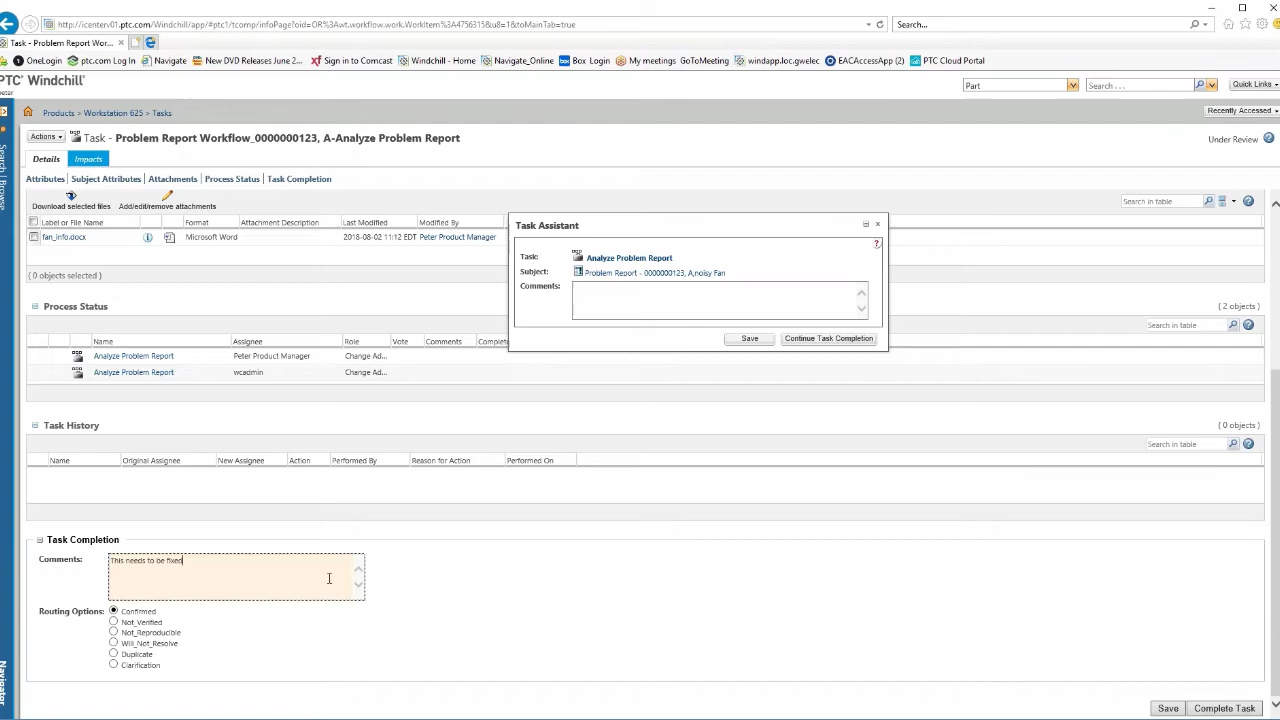 http://icenterv01.ptc.com/Windchill/app/#ptc1/tcomp/infoPage?oid=OR%3Awt.workflow.work.WorkItem%3A4756315&u8=1&toMainTab=true
Search...
Task - Problem Report Wor...
OneLogin
ptc.com Log In
Navigate
New DVD Releases June 2...
Sign in to Comcast
Windchill - Home
Navigate_Online
Box Login
My meetings
GoToMeeting
windapp.loc.gwelec
EACAccessApp (2)
PTC Cloud Portal
PTC Windchill
Part
Search . . .
Quick Links
Products > Workstation 625 > Tasks
Recently Accessed
Search | Browse
Actions
Task - Problem Report Workflow_0000000123, A-Analyze Problem Report
Under Review
Details
Impacts
Attributes | Subject Attributes | Attachments | Process Status | Task Completion
Download selected files
Add/edit/remove attachments
Search in table
Label or File Name
Format
Attachment Description
Last Modified
Modified By
fan_info.docx
Microsoft Word
2018-08-02 11:12 EDT
Peter Product Manager
( 0 objects selected )
Task Assistant
Task:
Analyze Problem Report
Subject:
Problem Report - 0000000123, A,noisy Fan
Comments:
Save
Continue Task Completion
Process Status
( 2 objects )
Search in table
Name
Assignee
Role
Vote
Comments
Analyze Problem Report
Peter Product Manager
Change Ad...
Analyze Problem Report
wcadmin
Change Ad...
Task History
( 0 objects )
Search in table
Name
Original Assignee
New Assignee
Action
Performed By
Reason for Action
Performed On
Task Completion
Comments:
This needs to be fixed
Routing Options:
Confirmed
Not_Verified
Not_Reproducible
Will_Not_Resolve
Duplicate
Clarification
Navigator
Save
Complete Task